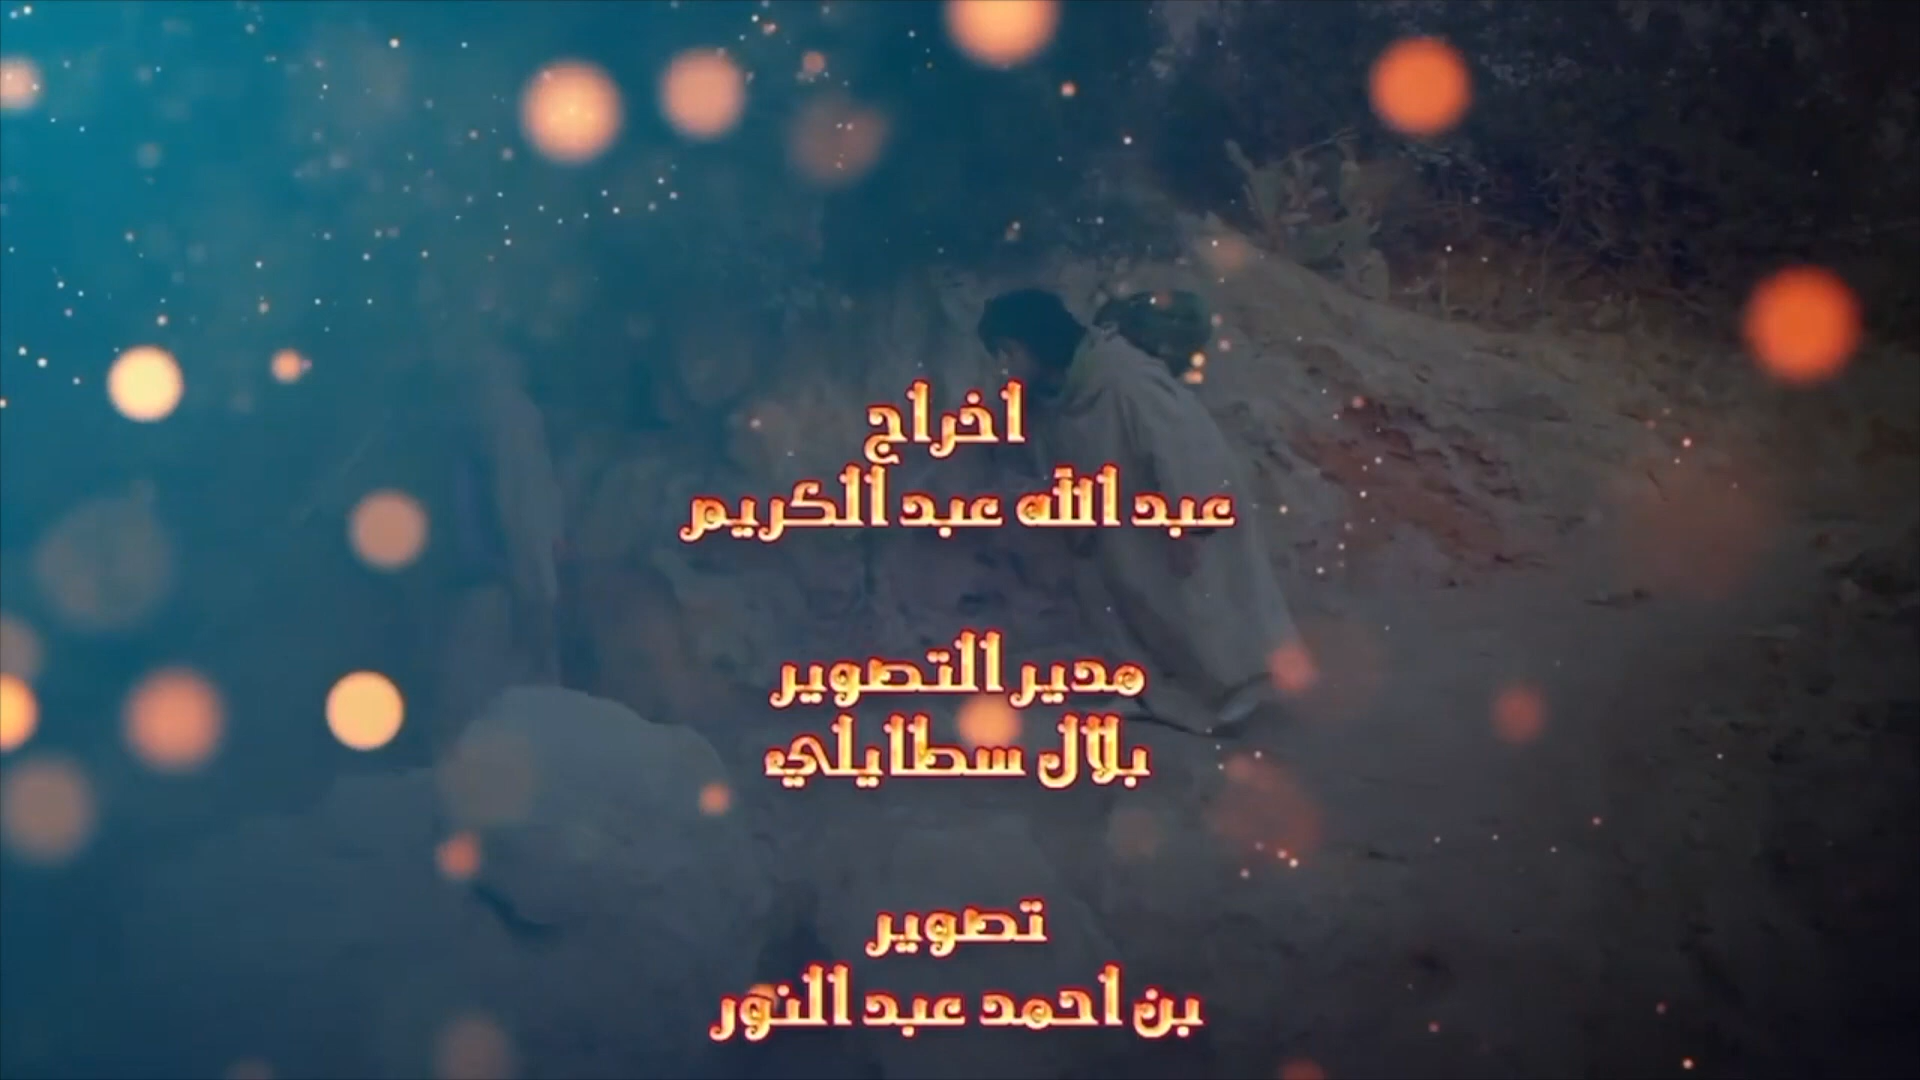 اخراج
عبد الله عبد الكريم
مدير التصوير
بلال سطايلي
تصوير
بن احمد عبد النور